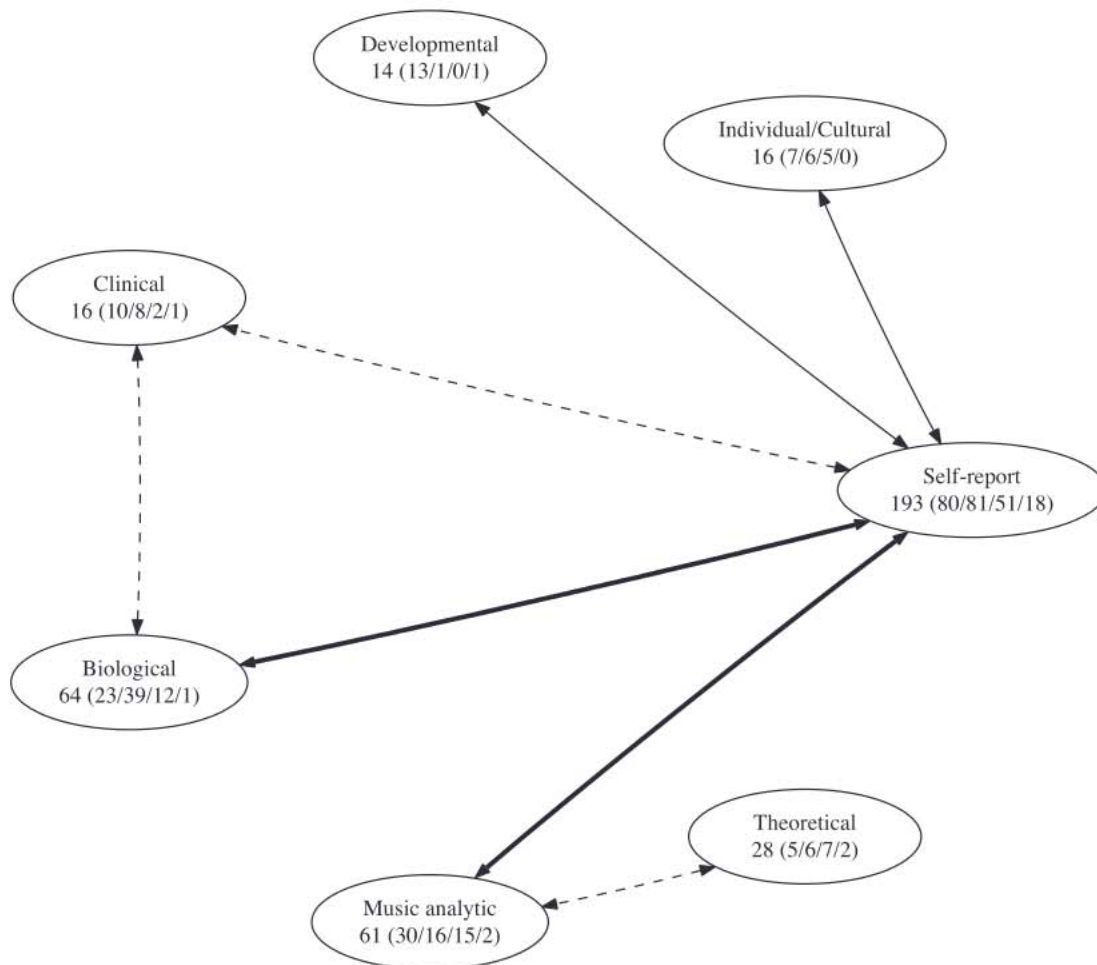 Developmental
14 (13/1/0/1)
Individual/Cultural
16 (7/6/5/0)
Clinical
16 (10/8/2/1)
Self-report
193 (80/81/51/18)
Biological
64 (23/39/12/1)
Theoretical
28 (5/6/7/2)
Music analytic
61 (30/16/15/2)